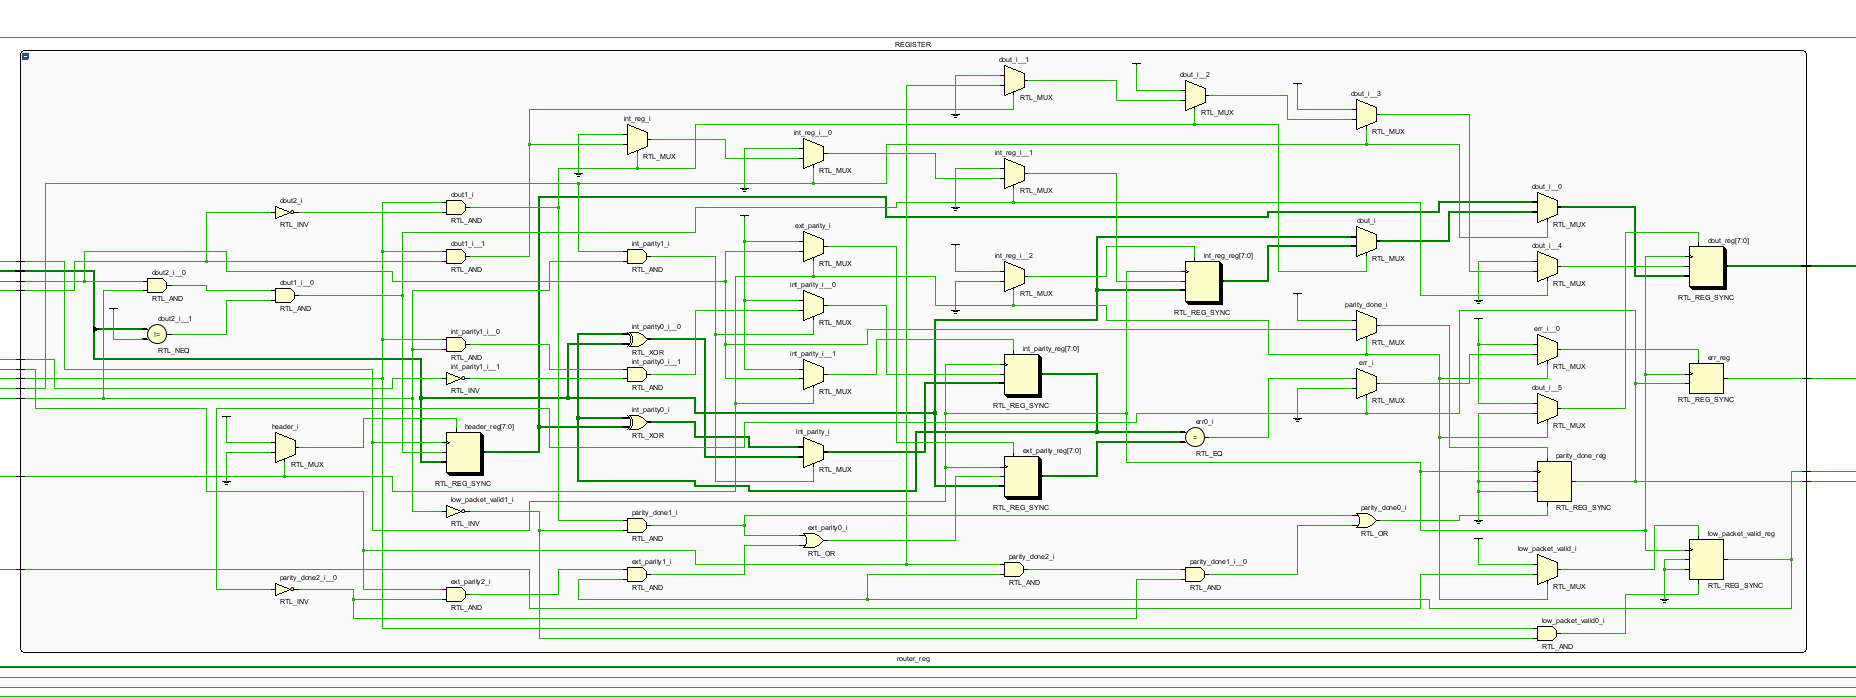 REGISTER
dout_i__1
RTL_MUX
dout_i__2
RTL_MUX
dout_i__3
RTL_MUX
int_reg_i
RTL_MUX
int_reg_i__0
RTL_MUX
int_reg_i__1
RTL_MUX
dout2_i
RTL_INV
dout1_i
RTL_AND
dout_i__0
RTL_MUX
dout1_i__1
RTL_AND
int_parity1_i
RTL_AND
ext_parity_i
RTL_MUX
dout_i
RTL_MUX
dout_i__4
RTL_MUX
dout_reg[7:0]
RTL_REG_SYNC
dout2_i__0
RTL_AND
dout1_i__0
RTL_AND
int_reg_i__2
RTL_MUX
int_reg_reg[7:0]
RTL_REG_SYNC
int_parity_i__0
RTL_MUX
dout2_i__1
!=
RTL_NEQ
int_parity1_i__0
RTL_AND
int_parity0_i__0
RTL_XOR
parity_done_i
RTL_MUX
err_i__0
RTL_MUX
int_parity1_i__1
RTL_INV
int_parity0_i__1
RTL_AND
int_parity_i__1
RTL_MUX
int_parity_reg[7:0]
RTL_REG_SYNC
err_i
RTL_MUX
err_reg
RTL_REG_SYNC
dout_i__5
RTL_MUX
header_i
RTL_MUX
header_reg[7:0]
RTL_REG_SYNC
int_parity0_i
RTL_XOR
int_parity_i
RTL_MUX
err0_i
=
RTL_EQ
ext_parity_reg[7:0]
RTL_REG_SYNC
parity_done_reg
RTL_REG_SYNC
low_packet_valid1_i
RTL_INV
parity_done1_i
RTL_AND
ext_parity0_i
RTL_OR
parity_done0_i
RTL_OR
low_packet_valid_reg
RTL_REG_SYNC
parity_done2_i__0
RTL_INV
ext_parity2_i
RTL_AND
ext_parity1_i
RTL_AND
parity_done2_i
RTL_AND
parity_done1_i__0
RTL_AND
low_packet_valid_i
RTL_MUX
low_packet_valid0_i
RTL_AND
router_reg